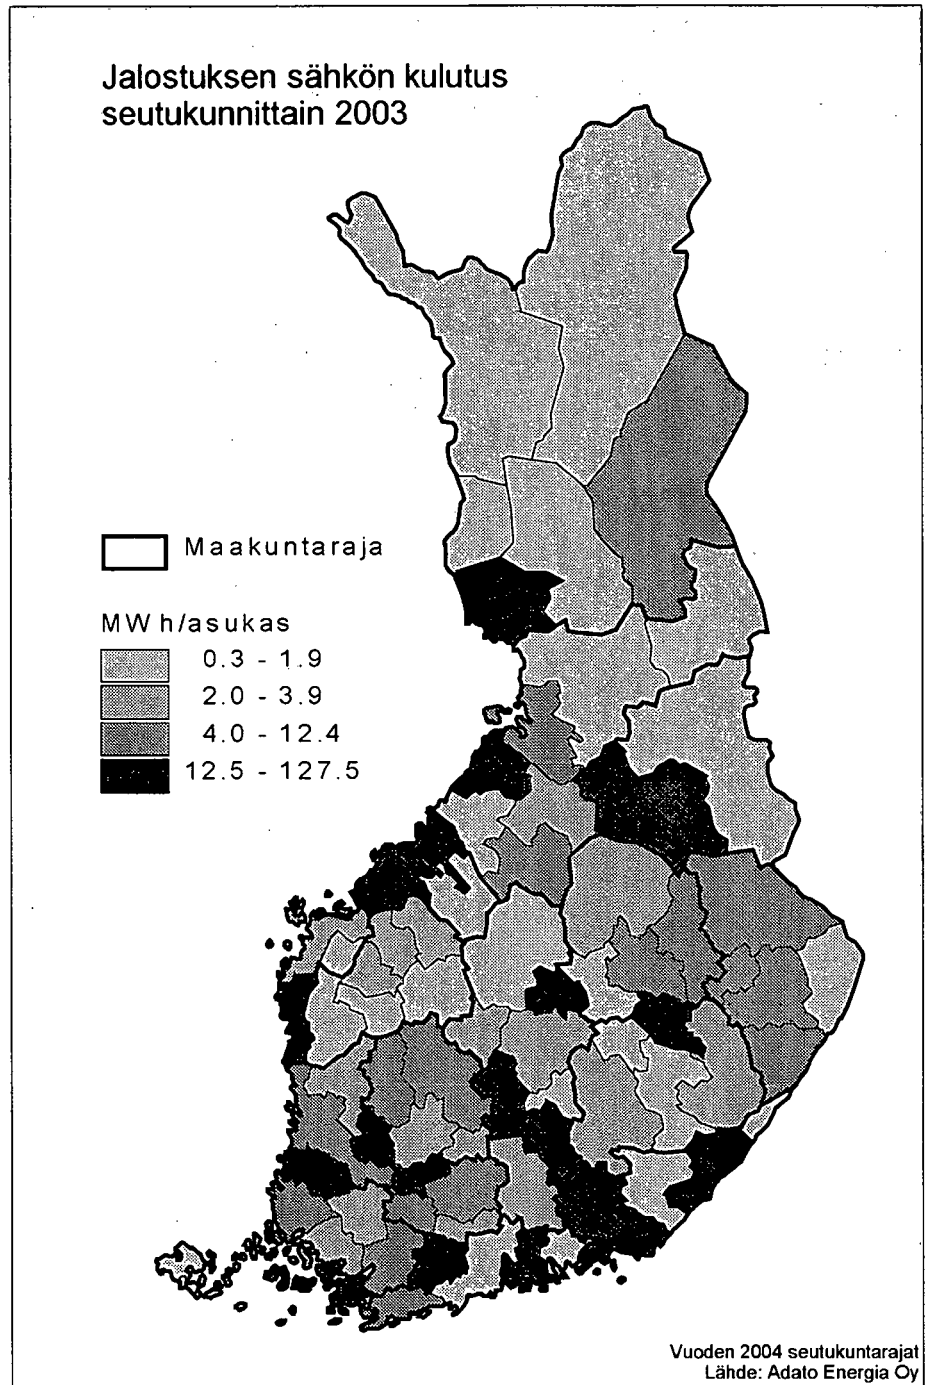 Jalostuksen sähkön kulutus
seutukunnittain 2003
Maakuntaraja
MWh/asukas
0.3 - 1.9
2.0 - 3.9
4.0 - 12.4
12.5 - 127.5
Vuoden 2004 seutukuntarajat
Lähde: Adato Energia Oy